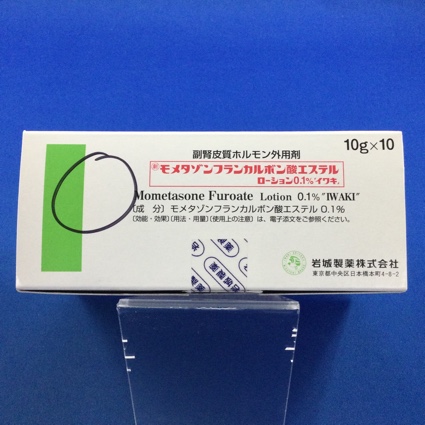 10g×10
副腎皮質ホルモン外用剤
モメタゾンフランカルボン酸エステル
ローション0.1%「イワキ」
Mometasone Furoate Lotion 0.1% "IWAKI"
〔成 分〕モメタゾンフランカルボン酸エステル 0.1%
〔効能・効果〕〔用法・用量〕〔使用上の注意〕は、電子添文をご参照ください。
岩城製薬株式会社
東京都中央区日本橋本町4-8-2